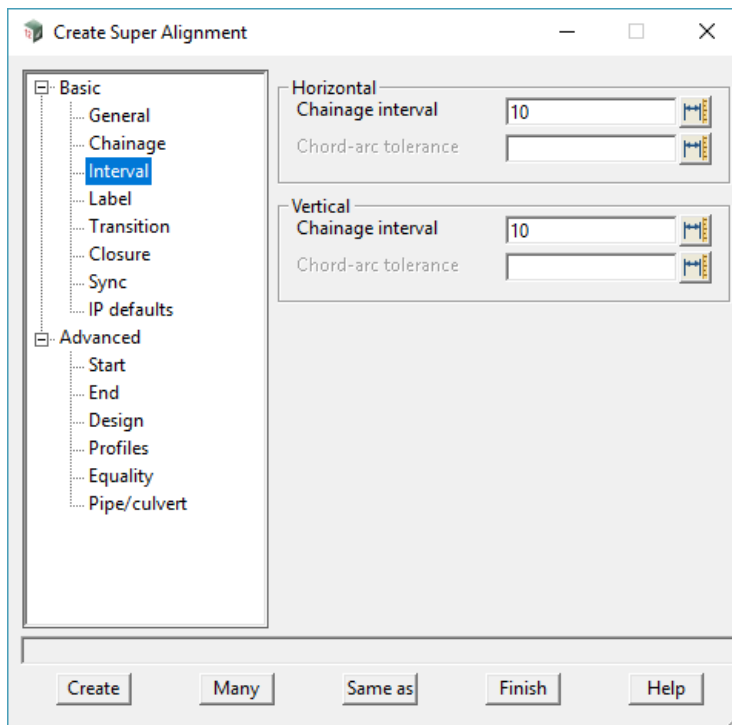 Create Super Alignment
Basic
General
Chainage
Interval
Label
Transition
Closure
Sync
IP defaults
Advanced
Start
End
Design
Profiles
Equality
Pipe/culvert
Horizontal
Chainage interval 10
Chord-arc tolerance
Vertical
Chainage interval 10
Chord-arc tolerance
Create Many Same as Finish Help